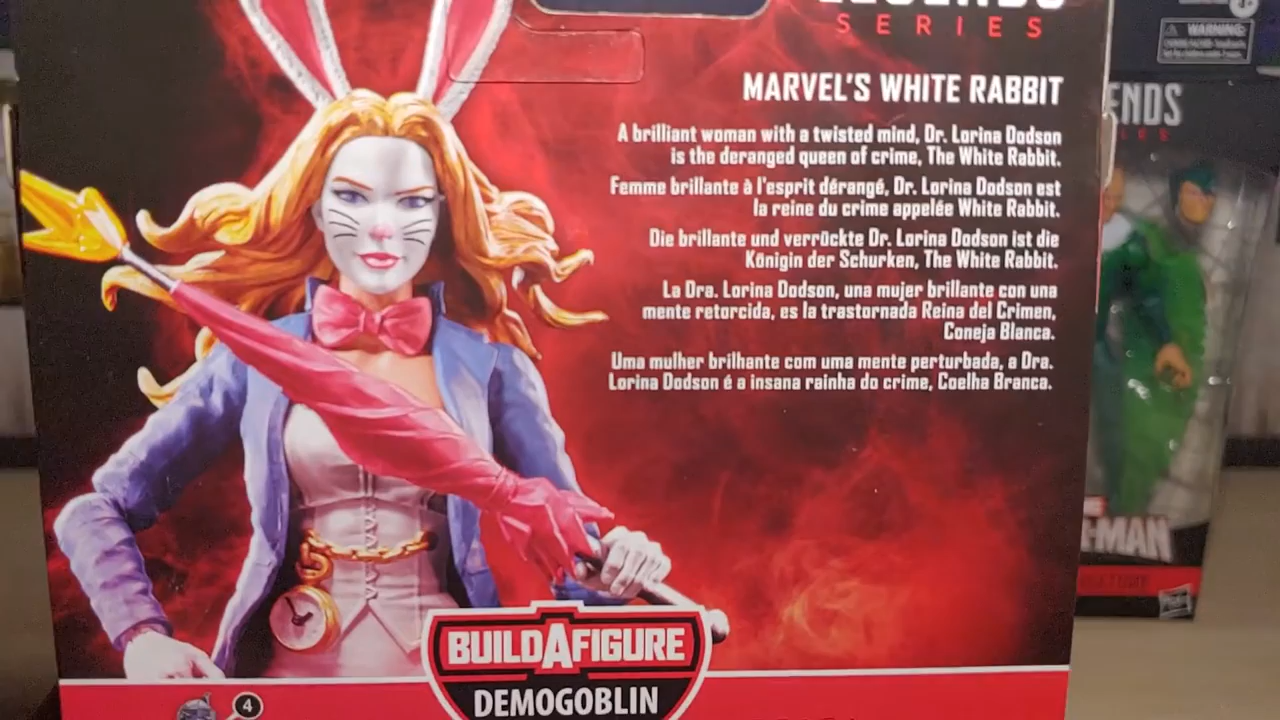 SERIES
MARVEL'S WHITE RABBIT
A brilliant woman with a twisted mind, Dr. Lorina Dodson
is the deranged queen of crime, The White Rabbit.
Femme brillante à l'esprit dérangé, Dr. Lorina Dodson est
la reine du crime appelée White Rabbit.
Die brillante und verrückte Dr. Lorina Dodson ist die
Königin der Schurken, The White Rabbit.
La Dra. Lorina Dodson, una mujer brillante con una
mente retorcida, es la trastornada Reina del Crimen,
Coneja Blanca.
Uma mulher brilhante com uma mente perturbada, a Dra.
Lorina Dodson é a insana rainha do crime, Coelha Branca.
BUILDAFIGURE
DEMOGOBLIN
4
WARNING:
ENDS
-MAN